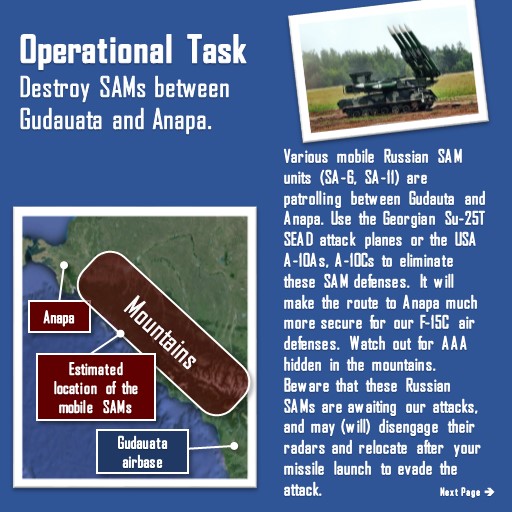 Operational Task
Destroy SAMs between
Gudauata and Anapa.
Various mobile Russian SAM
units (SA-6, SA-11) are
patrolling between Gudauta and
Anapa. Use the Georgian Su-25T
SEAD attack planes or the USA
A-10As, A-10Cs to eliminate
these SAM defenses. It will
make the route to Anapa much
more secure for our F-15C air
defenses. Watch out for AAA
hidden in the mountains.
Beware that these Russian
SAMs are awaiting our attacks,
and may (will) disengage their
radars and relocate after your
missile launch to evade the
attack.
Mountains
Anapa
Estimated
location of the
mobile SAMs
Gudauata
airbase
Next Page →